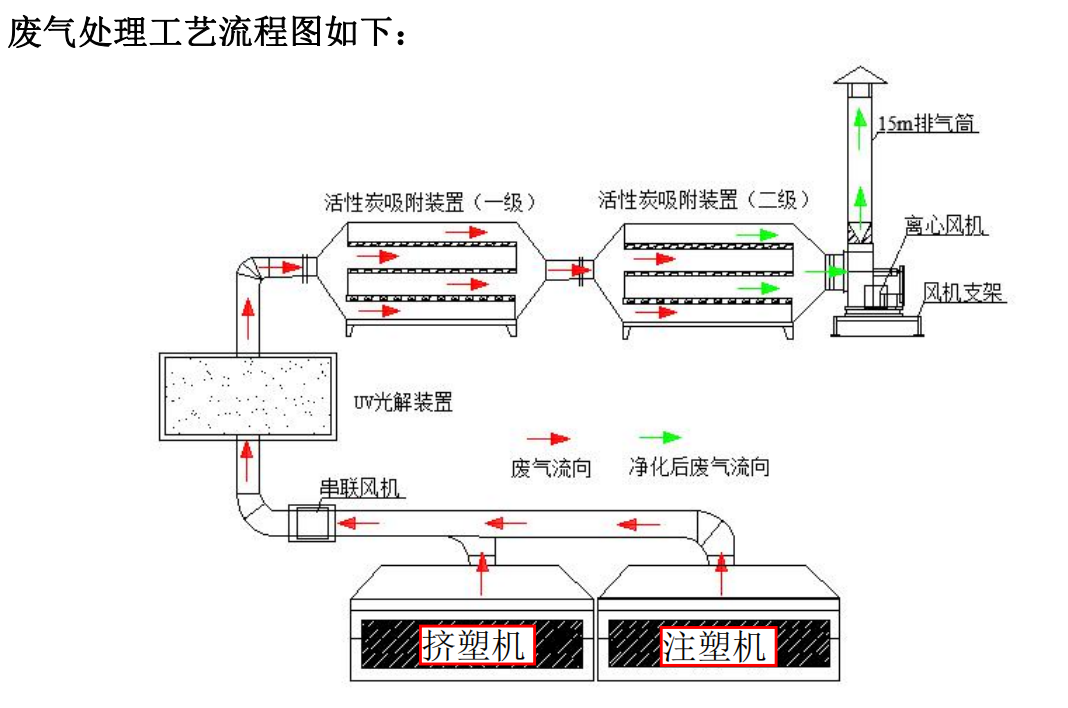 废气处理工艺流程图如下：
15m排气筒
活性炭吸附装置（一级）
活性炭吸附装置（二级）
离心风机
风机支架
UV光解装置
废气流向
净化后废气流向
串联风机
挤塑机
注塑机